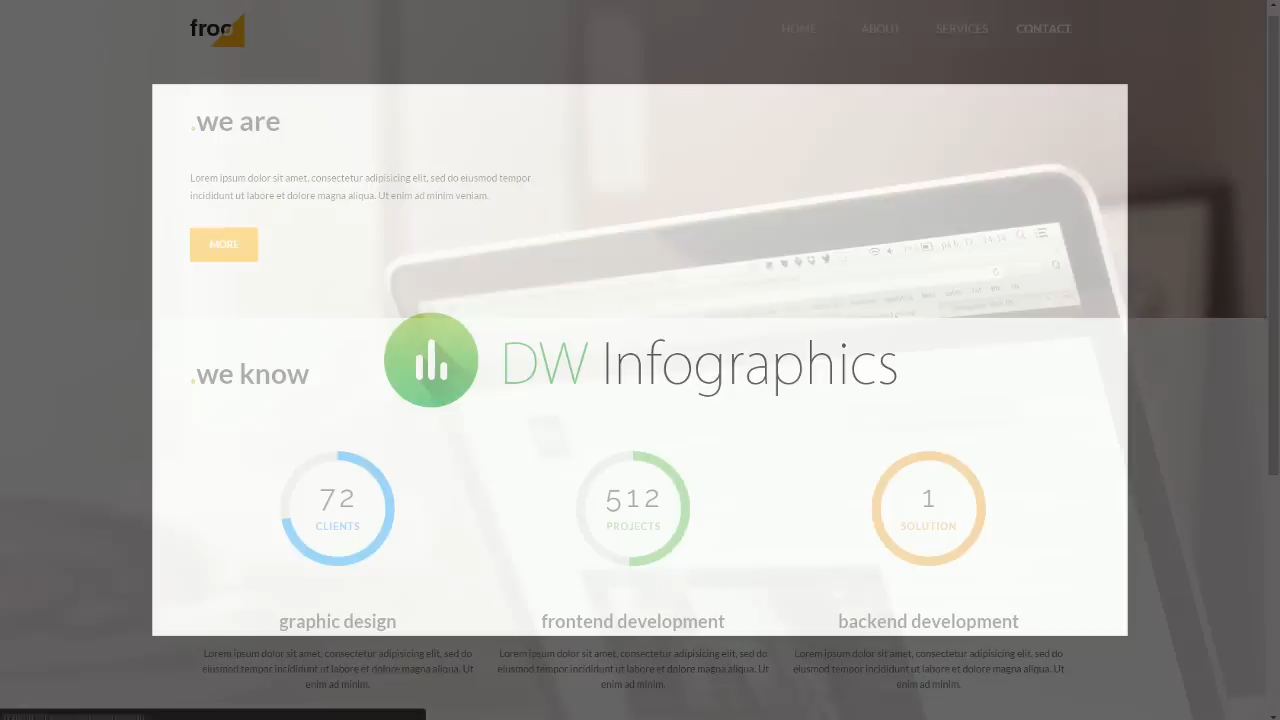 frog
HOME ABOUT SERVICES CONTACT
.we are
Lorem ipsum dolor sit amet, consectetur adipisicing elit, sed do eiusmod tempor
incididunt ut labore et dolore magna aliqua. Ut enim ad minim veniam.
MORE
.we know
DW Infographics
72
CLIENTS
512
PROJECTS
1
SOLUTION
graphic design
Lorem ipsum dolor sit amet, consectetur adipisicing elit, sed do
eiusmod tempor incididunt ut labore et dolore magna aliqua. Ut
enim ad minim.
frontend development
Lorem ipsum dolor sit amet, consectetur adipisicing elit, sed do
eiusmod tempor incididunt ut labore et dolore magna aliqua. Ut
enim ad minim.
backend development
Lorem ipsum dolor sit amet, consectetur adipisicing elit, sed do
eiusmod tempor incididunt ut labore et dolore magna aliqua. Ut
enim ad minim.